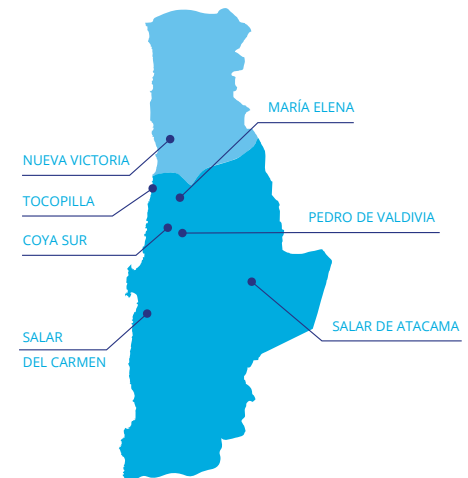 MARÍA ELENA
NUEVA VICTORIA
TOCOPILLA
PEDRO DE VALDIVIA
COYA SUR
SALAR DE ATACAMA
SALAR
DEL CARMEN